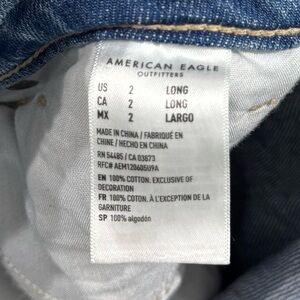 AMERICAN EAGLE
OUTFITTERS
US 2 LONG
CA 2 LONG
MX 2 LARGO
MADE IN CHINA / FABRIQUÉ EN
CHINE / HECHO EN CHINA
RN 54485 / CA 03673
RFC# AEM120605U9A
EN 100% COTTON. EXCLUSIVE OF
DECORATION
FR 100% COTON. À L'EXCEPTION DE LA
GARNITURE
SP 100% algodón